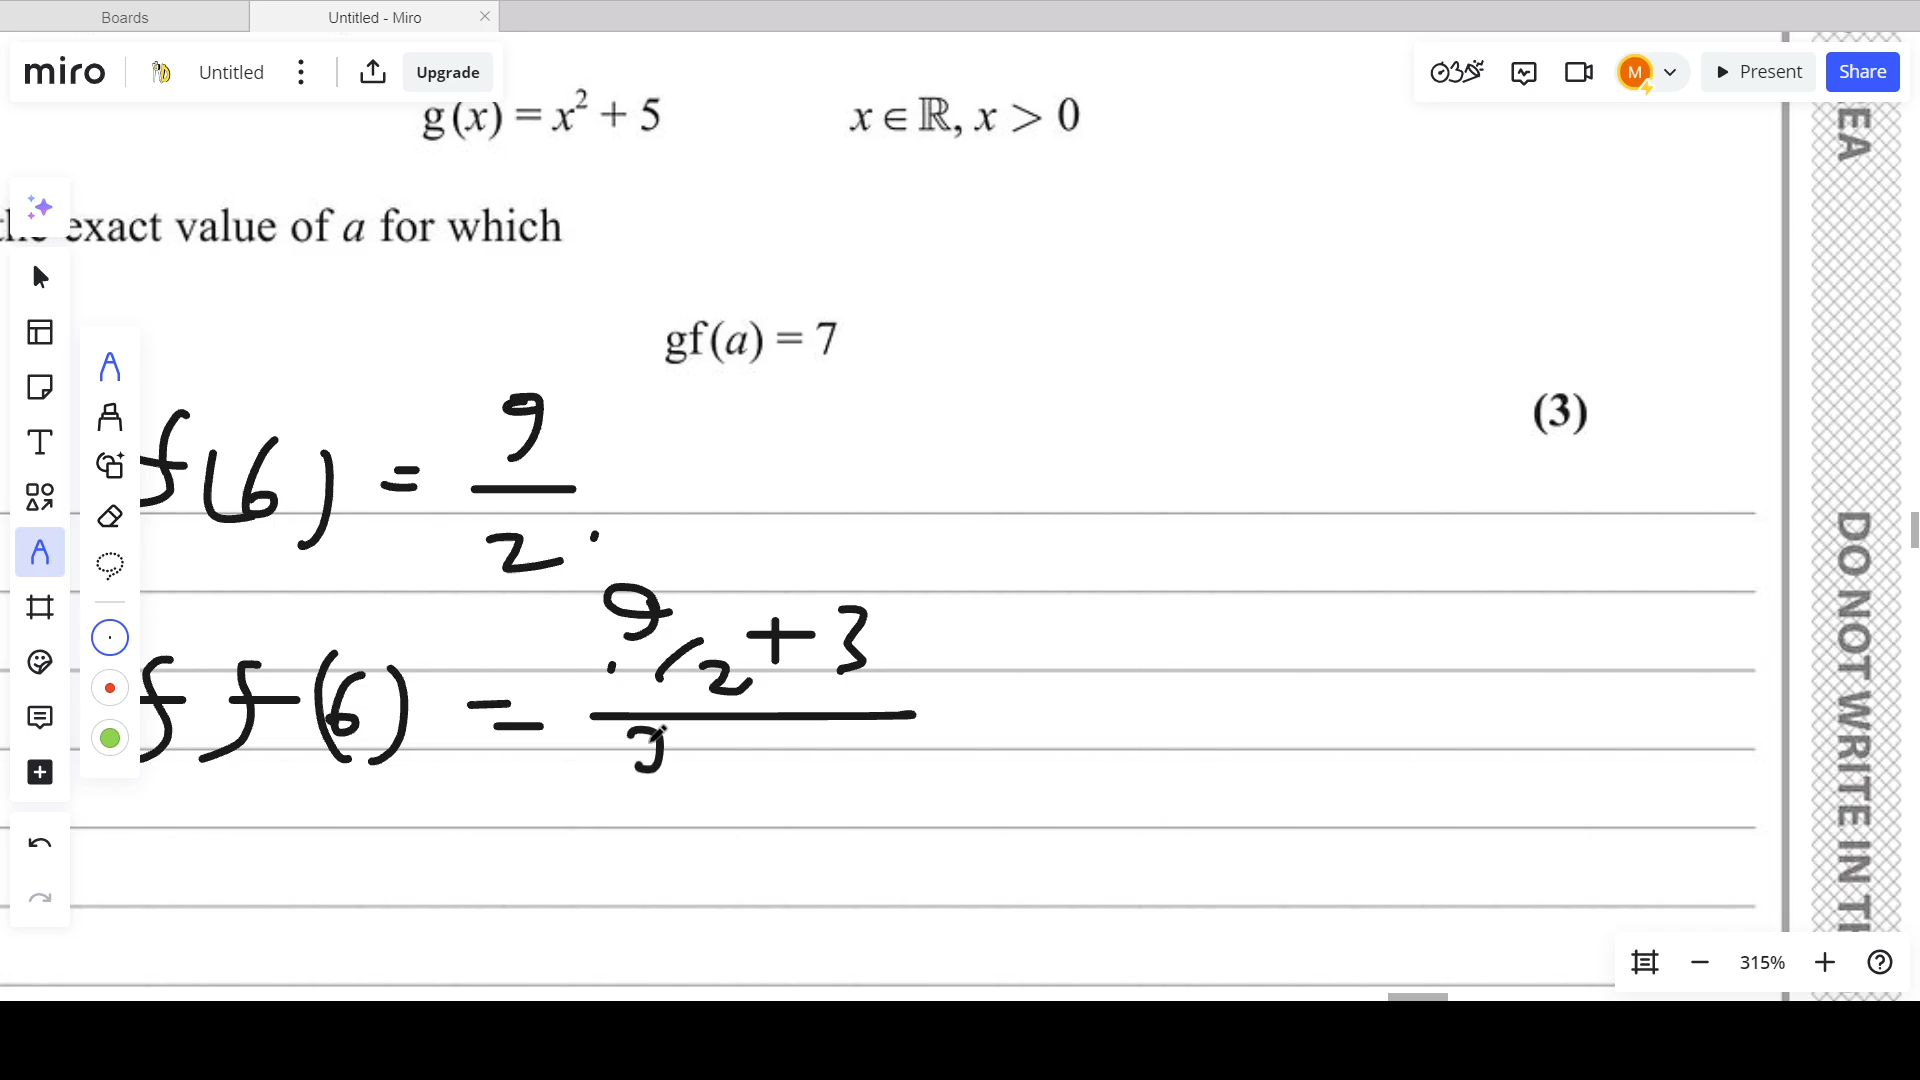 Boards
Untitled - Miro
miro
Untitled
Upgrade
M
Present
Share
g(x) = x² + 5 x ∈ ℝ, x > 0
exact value of a for which
gf(a) = 7
(3)
f(6) = 9/2
ff(6) = 9/2 + 3
EA
DO NOT WRITE IN TH
315%